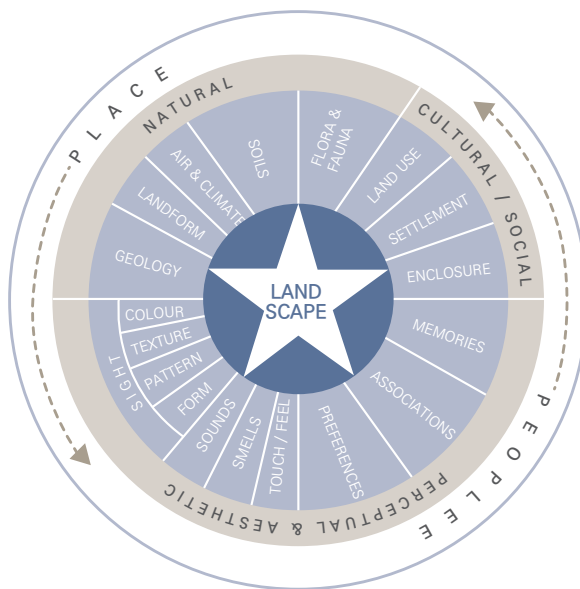 PLACE
NATURAL
CULTURAL / SOCIAL
GEOLOGY
LANDFORM
AIR & CLIMATE
SOILS
FLORA &
FAUNA
LAND USE
SETTLEMENT
ENCLOSURE
LAND
SCAPE
MEMORIES
ASSOCIATIONS
PREFERENCES
TOUCH / FEEL
SMELLS
SOUNDS
SIGHT
COLOUR
TEXTURE
PATTERN
FORM
PERCEPTUAL & AESTHETIC
PEOPLEE